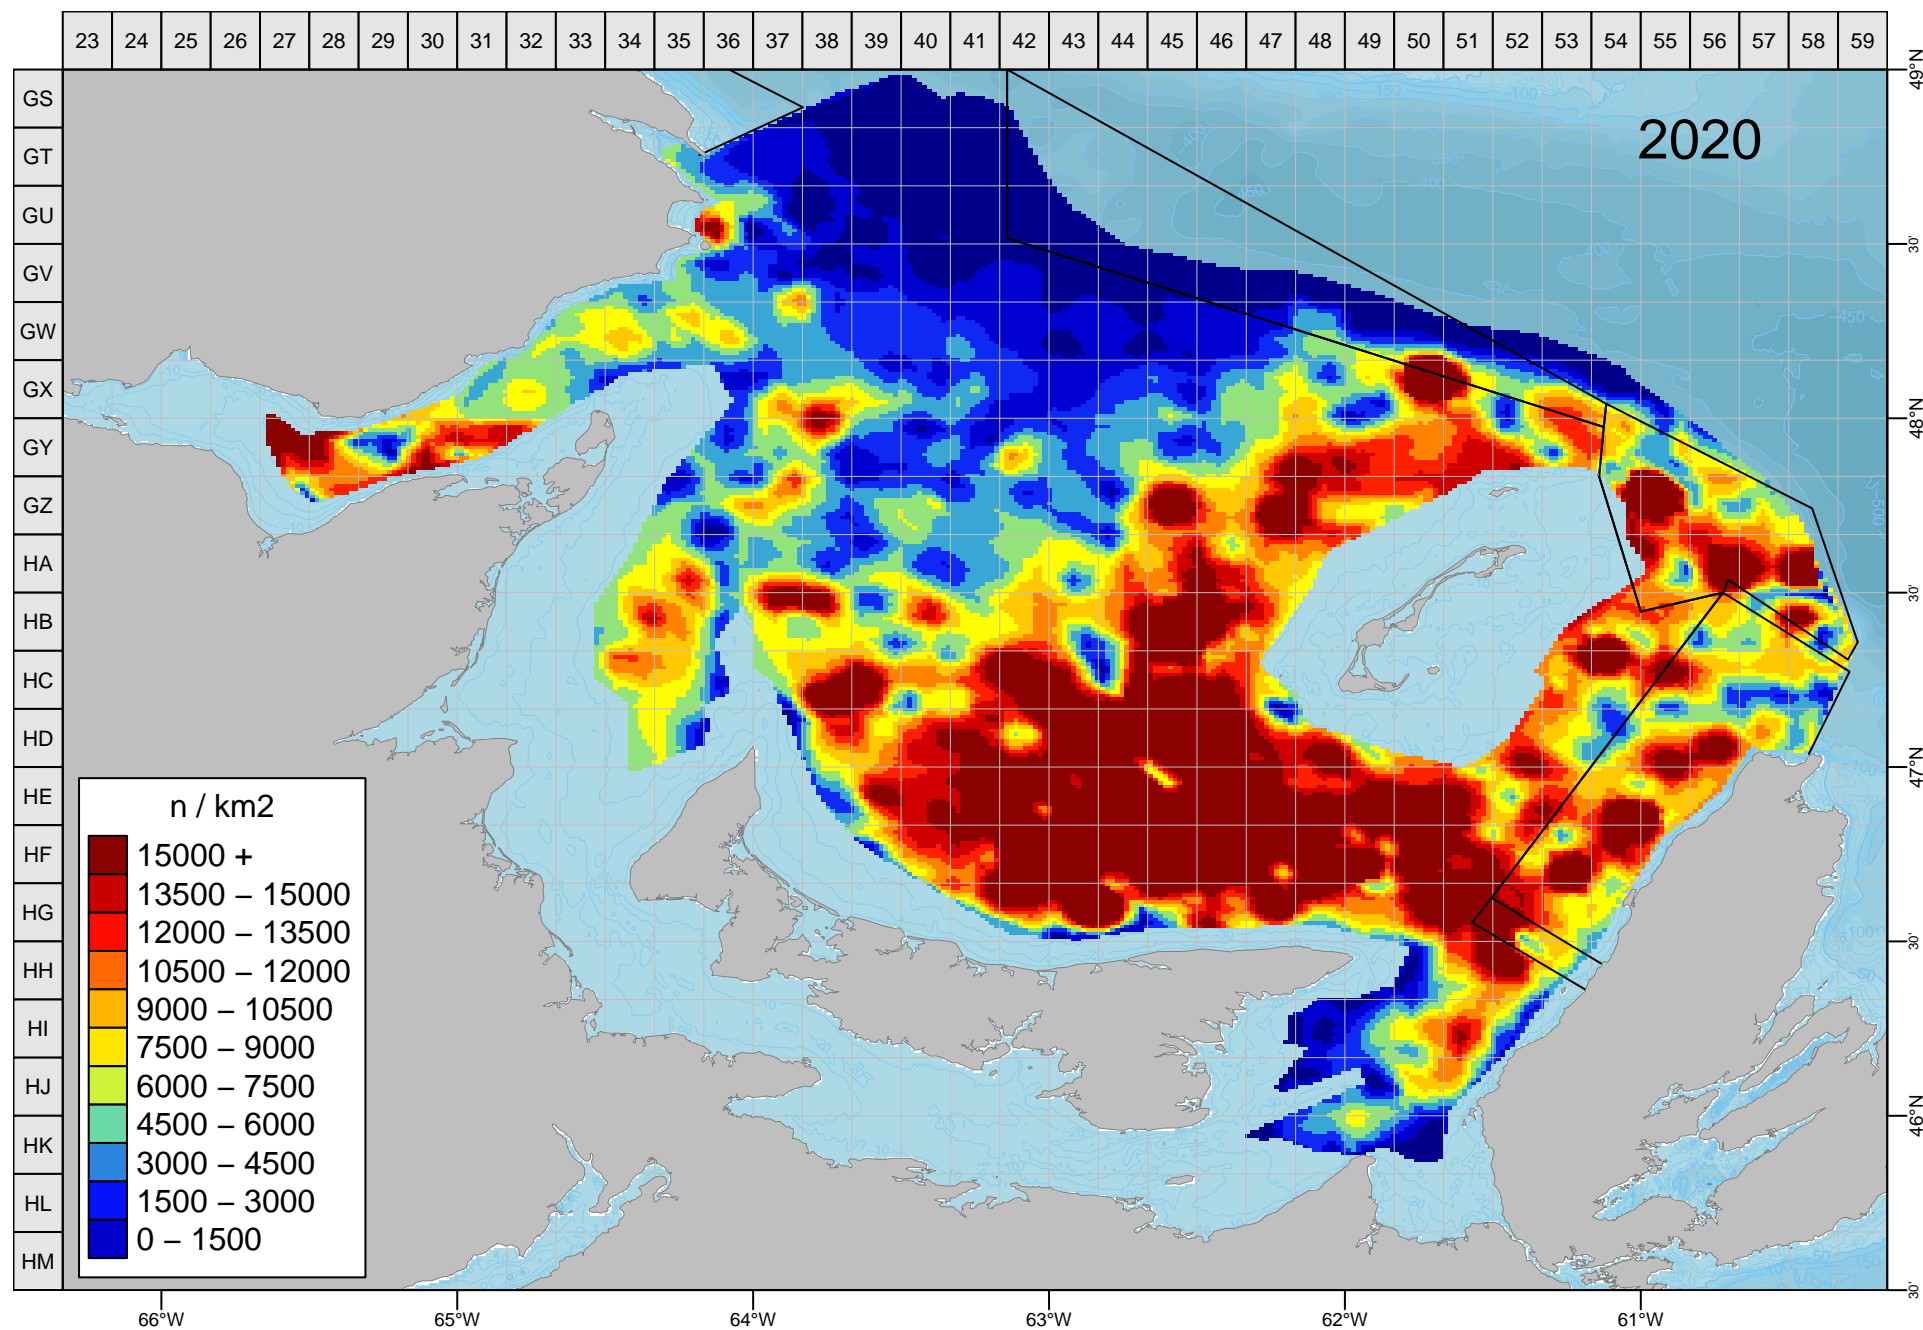 23 24 25 26 27 28 29 30 31 32 33 34 35 36 37 38 39 40 41 42 43 44 45 46 47 48 49 50 51 52 53 54 55 56 57 58 59
49°N
GS
2020
GT
GU
30'
GV
GW
GX
48°N
GY
GZ
HA
30'
HB
HC
HD
47°N
HE
HF
HG
30'
HH
HI
HJ
46°N
HK
HL
HM
30'
n / km2
15000 +
13500 – 15000
12000 – 13500
10500 – 12000
9000 – 10500
7500 – 9000
6000 – 7500
4500 – 6000
3000 – 4500
1500 – 3000
0 – 1500
66°W 65°W 64°W 63°W 62°W 61°W